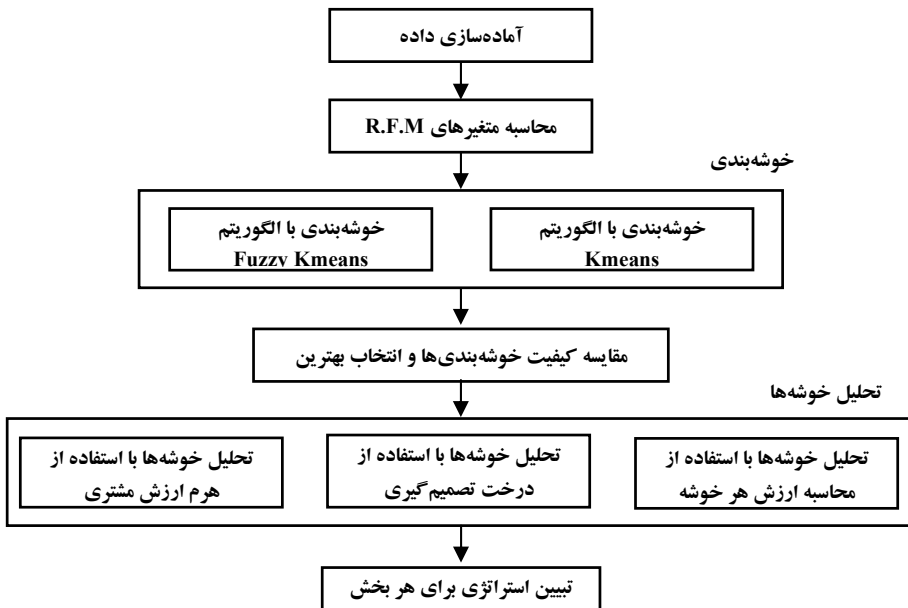 آماده‌سازی داده
محاسبه متغیرهای R.F.M
خوشه‌بندی
خوشه‌بندی با الگوریتم
Kmeans
خوشه‌بندی با الگوریتم
Fuzzy Kmeans
مقایسه کیفیت خوشه‌بندی‌ها و انتخاب بهترین
تحلیل خوشه‌ها
تحلیل خوشه‌ها با استفاده از
محاسبه ارزش هر خوشه
تحلیل خوشه‌ها با استفاده از
درخت تصمیم‌گیری
تحلیل خوشه‌ها با استفاده از
هرم ارزش مشتری
تبیین استراتژی برای هر بخش